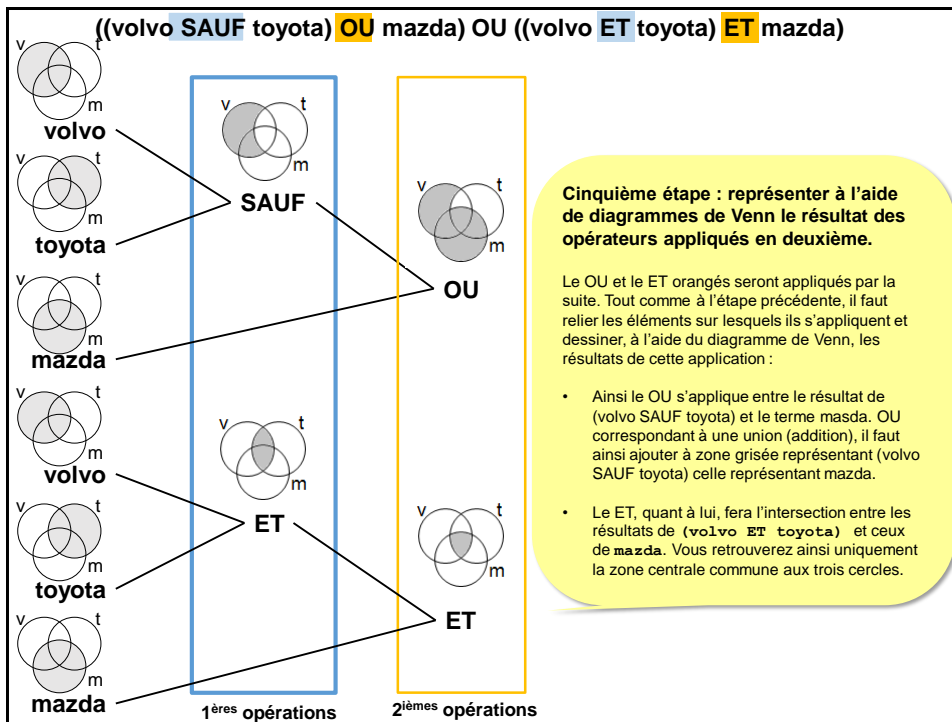 ((volvo SAUF toyota) OU mazda) OU ((volvo ET toyota) ET mazda)
v
t
m
volvo
v
t
toyota
m
v
t
mazda
m
v
t
volvo
m
v
t
toyota
m
v
t
mazda
m
v
t
m
SAUF
v
t
m
ET
1ères opérations
v
t
m
OU
v
t
m
ET
2ièmes opérations
Cinquième étape : représenter à l’aide
de diagrammes de Venn le résultat des
opérateurs appliqués en deuxième.
Le OU et le ET orangés seront appliqués par la
suite. Tout comme à l’étape précédente, il faut
relier les éléments sur lesquels ils s’appliquent et
dessiner, à l’aide du diagramme de Venn, les
résultats de cette application :
• Ainsi le OU s’applique entre le résultat de
(volvo SAUF toyota) et le terme masda. OU
correspondant à une union (addition), il faut
ainsi ajouter à zone grisée représentant (volvo
SAUF toyota) celle représentant mazda.
• Le ET, quant à lui, fera l’intersection entre les
résultats de (volvo ET toyota) et ceux
de mazda. Vous retrouverez ainsi uniquement
la zone centrale commune aux trois cercles.